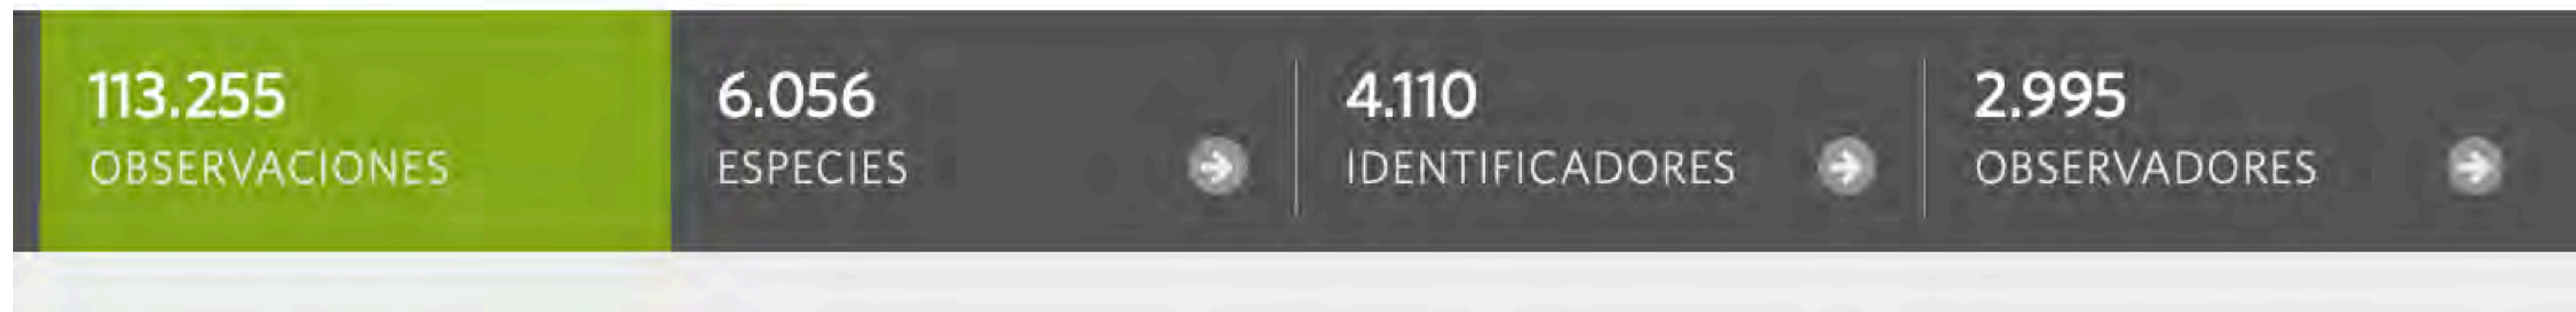 113.255
OBSERVACIONES
6.056
ESPECIES
4.110
IDENTIFICADORES
2.995
OBSERVADORES